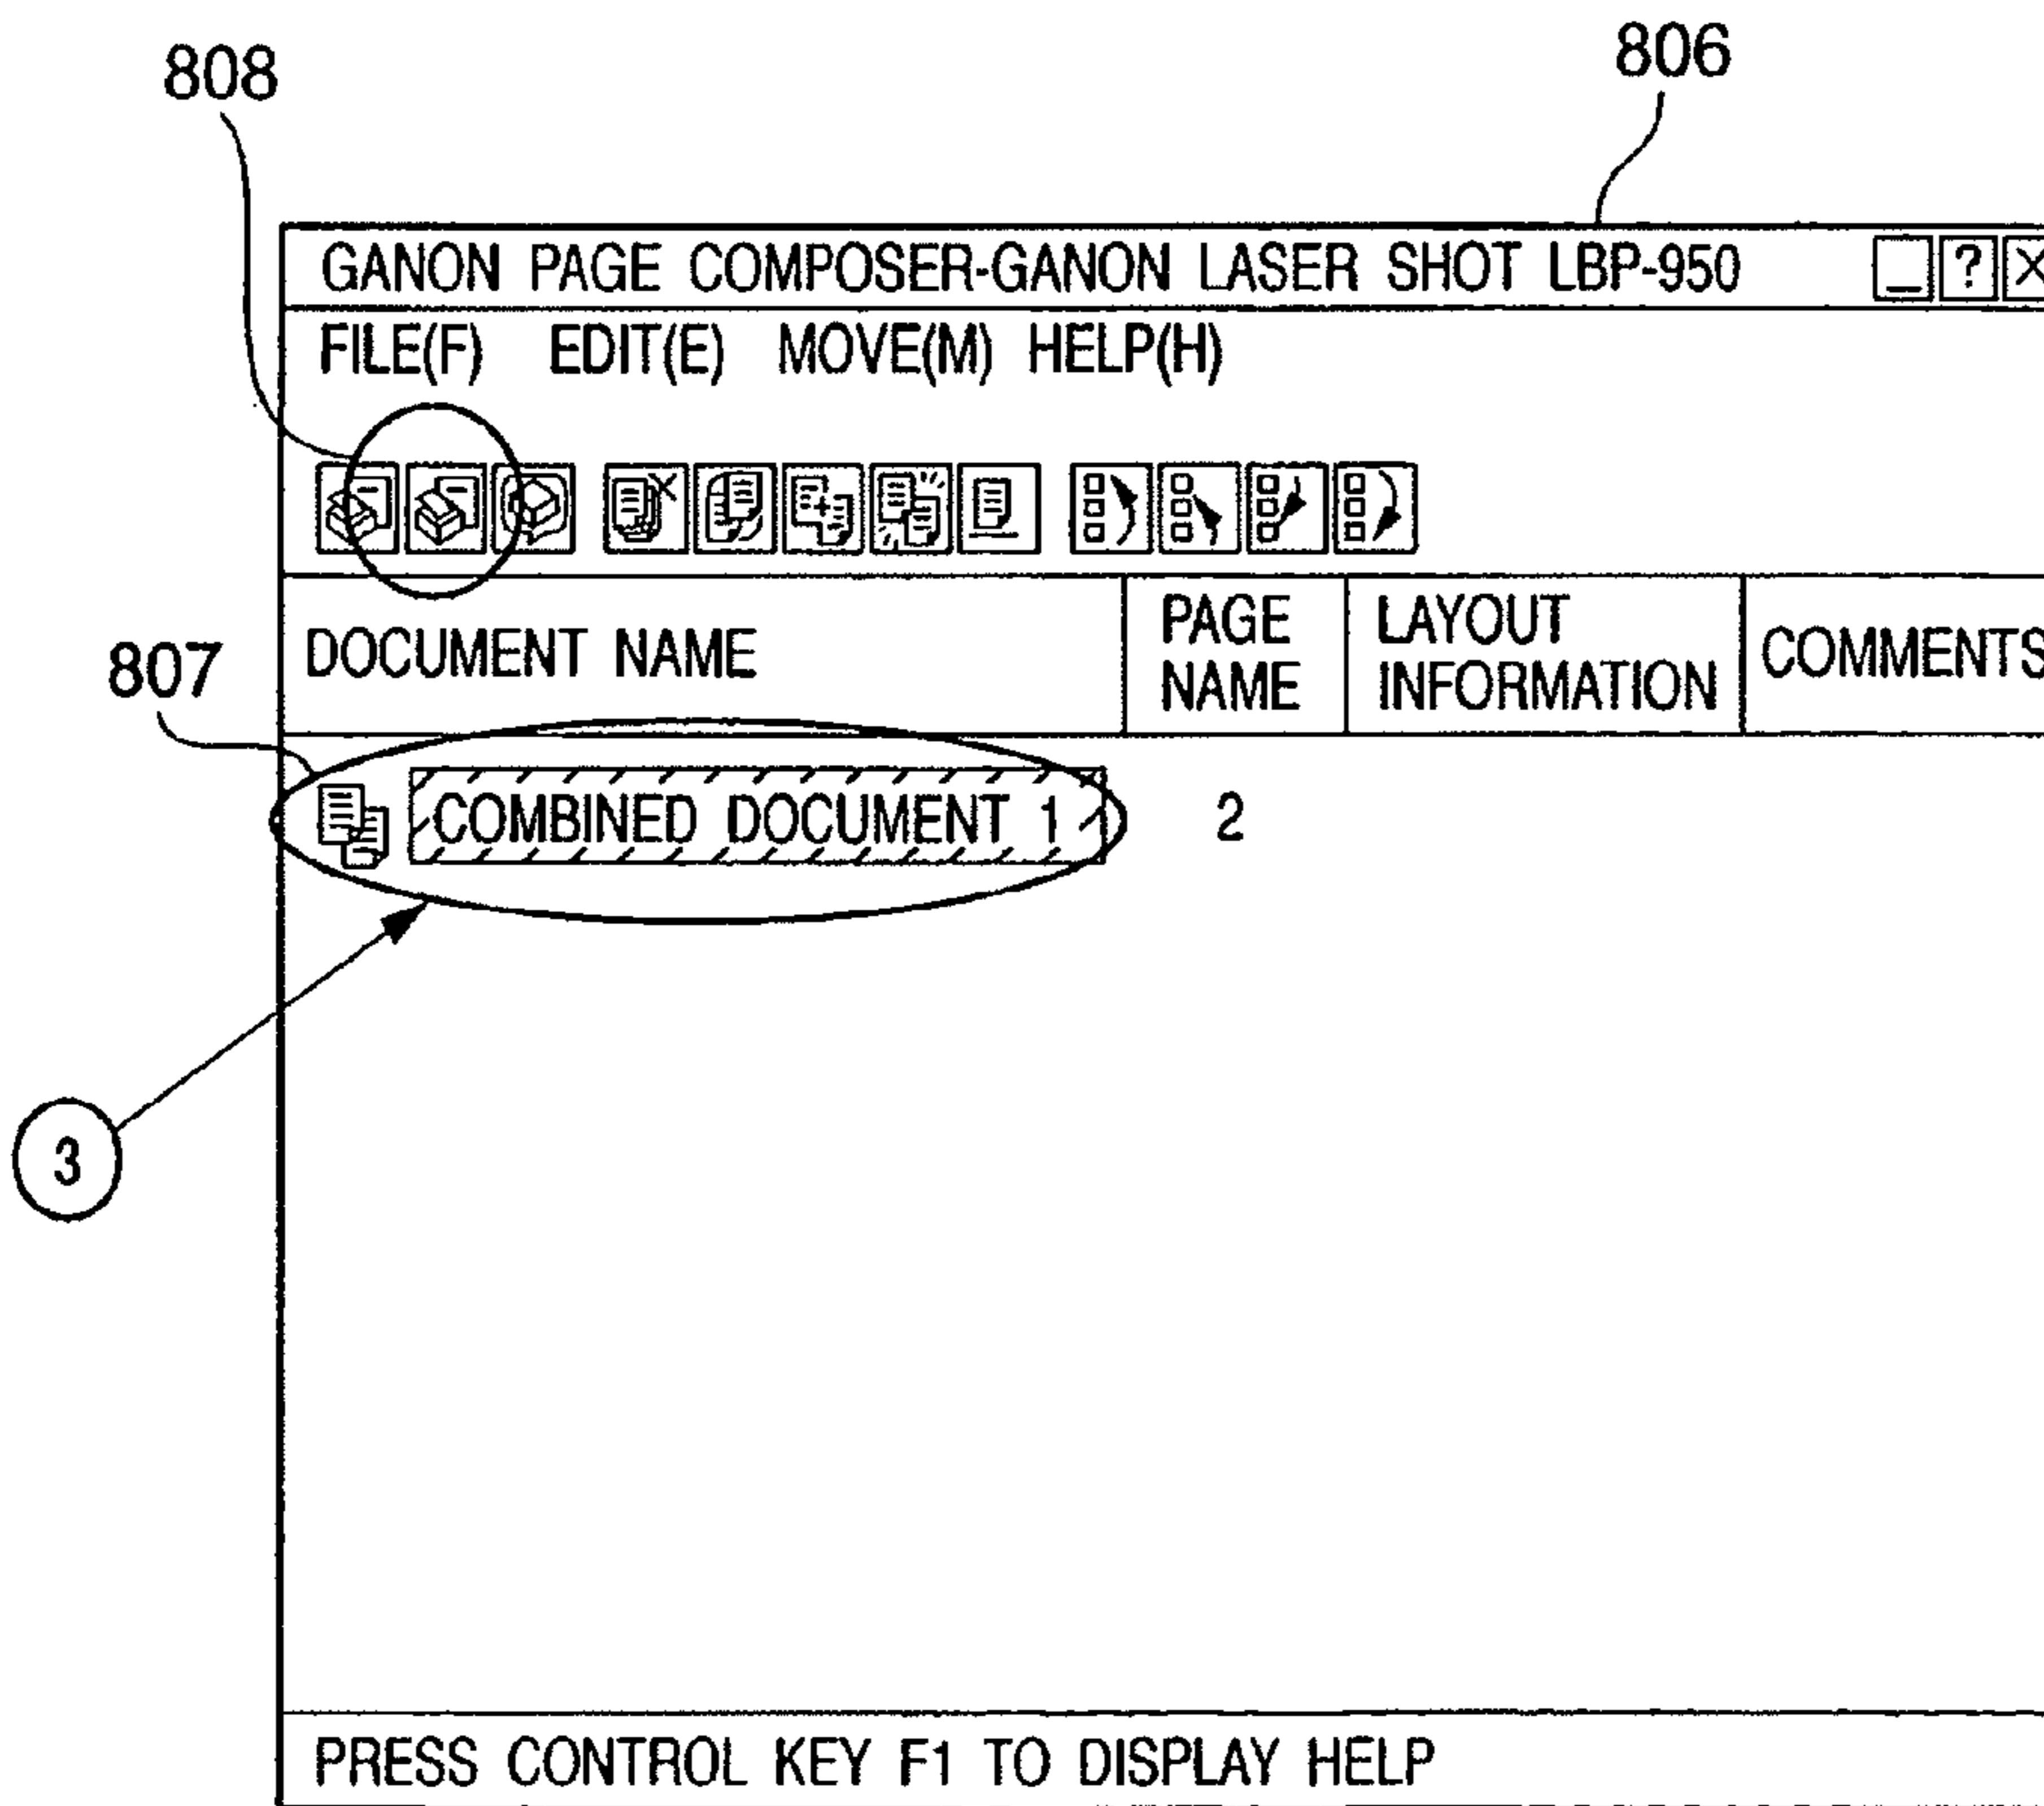 808
806
GANON PAGE COMPOSER-GANON LASER SHOT LBP-950 _ ? X
FILE(F) EDIT(E) MOVE(M) HELP(H)
807
DOCUMENT NAME
PAGE
NAME
LAYOUT
INFORMATION
COMMENTS
COMBINED DOCUMENT 1 2
3
PRESS CONTROL KEY F1 TO DISPLAY HELP